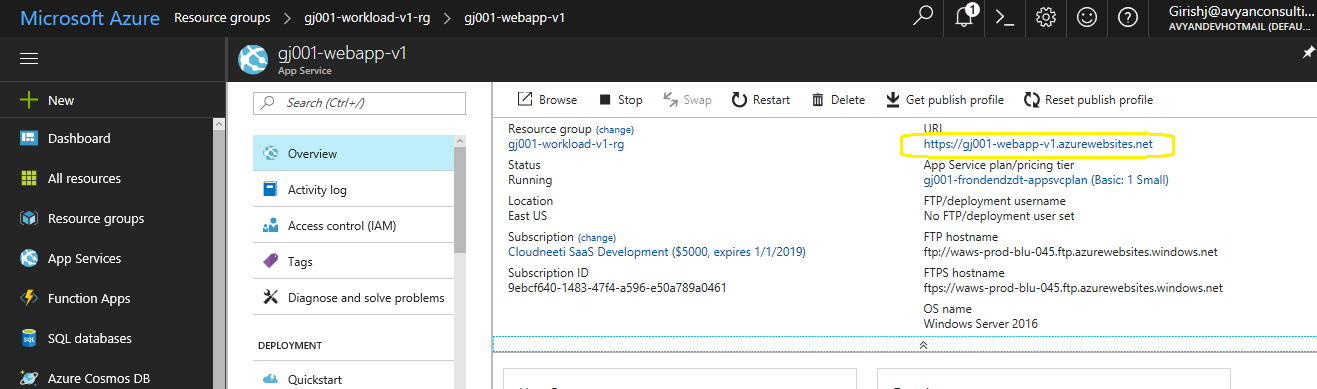 Microsoft Azure Resource groups > gj001-workload-v1-rg > gj001-webapp-v1 1 Girishj@avyanconsulti...
AVYANDEVHOTMAIL (DEFAU...
gj001-webapp-v1
App Service
New
Dashboard
All resources
Resource groups
App Services
Function Apps
SQL databases
Azure Cosmos DB
Search (Ctrl+/)
Overview
Activity log
Access control (IAM)
Tags
Diagnose and solve problems
DEPLOYMENT
Quickstart
Browse Stop Swap Restart Delete Get publish profile Reset publish profile
Resource group (change)
gj001-workload-v1-rg
Status
Running
Location
East US
Subscription (change)
Cloudneeti SaaS Development ($5000, expires 1/1/2019)
Subscription ID
9ebcf640-1483-47f4-a596-e50a789a0461
URL
https://gj001-webapp-v1.azurewebsites.net
App Service plan/pricing tier
gj001-frondendzdt-appsvcplan (Basic: 1 Small)
FTP/deployment username
No FTP/deployment user set
FTP hostname
ftp://waws-prod-blu-045.ftp.azurewebsites.windows.net
FTPS hostname
ftps://waws-prod-blu-045.ftp.azurewebsites.windows.net
OS name
Windows Server 2016